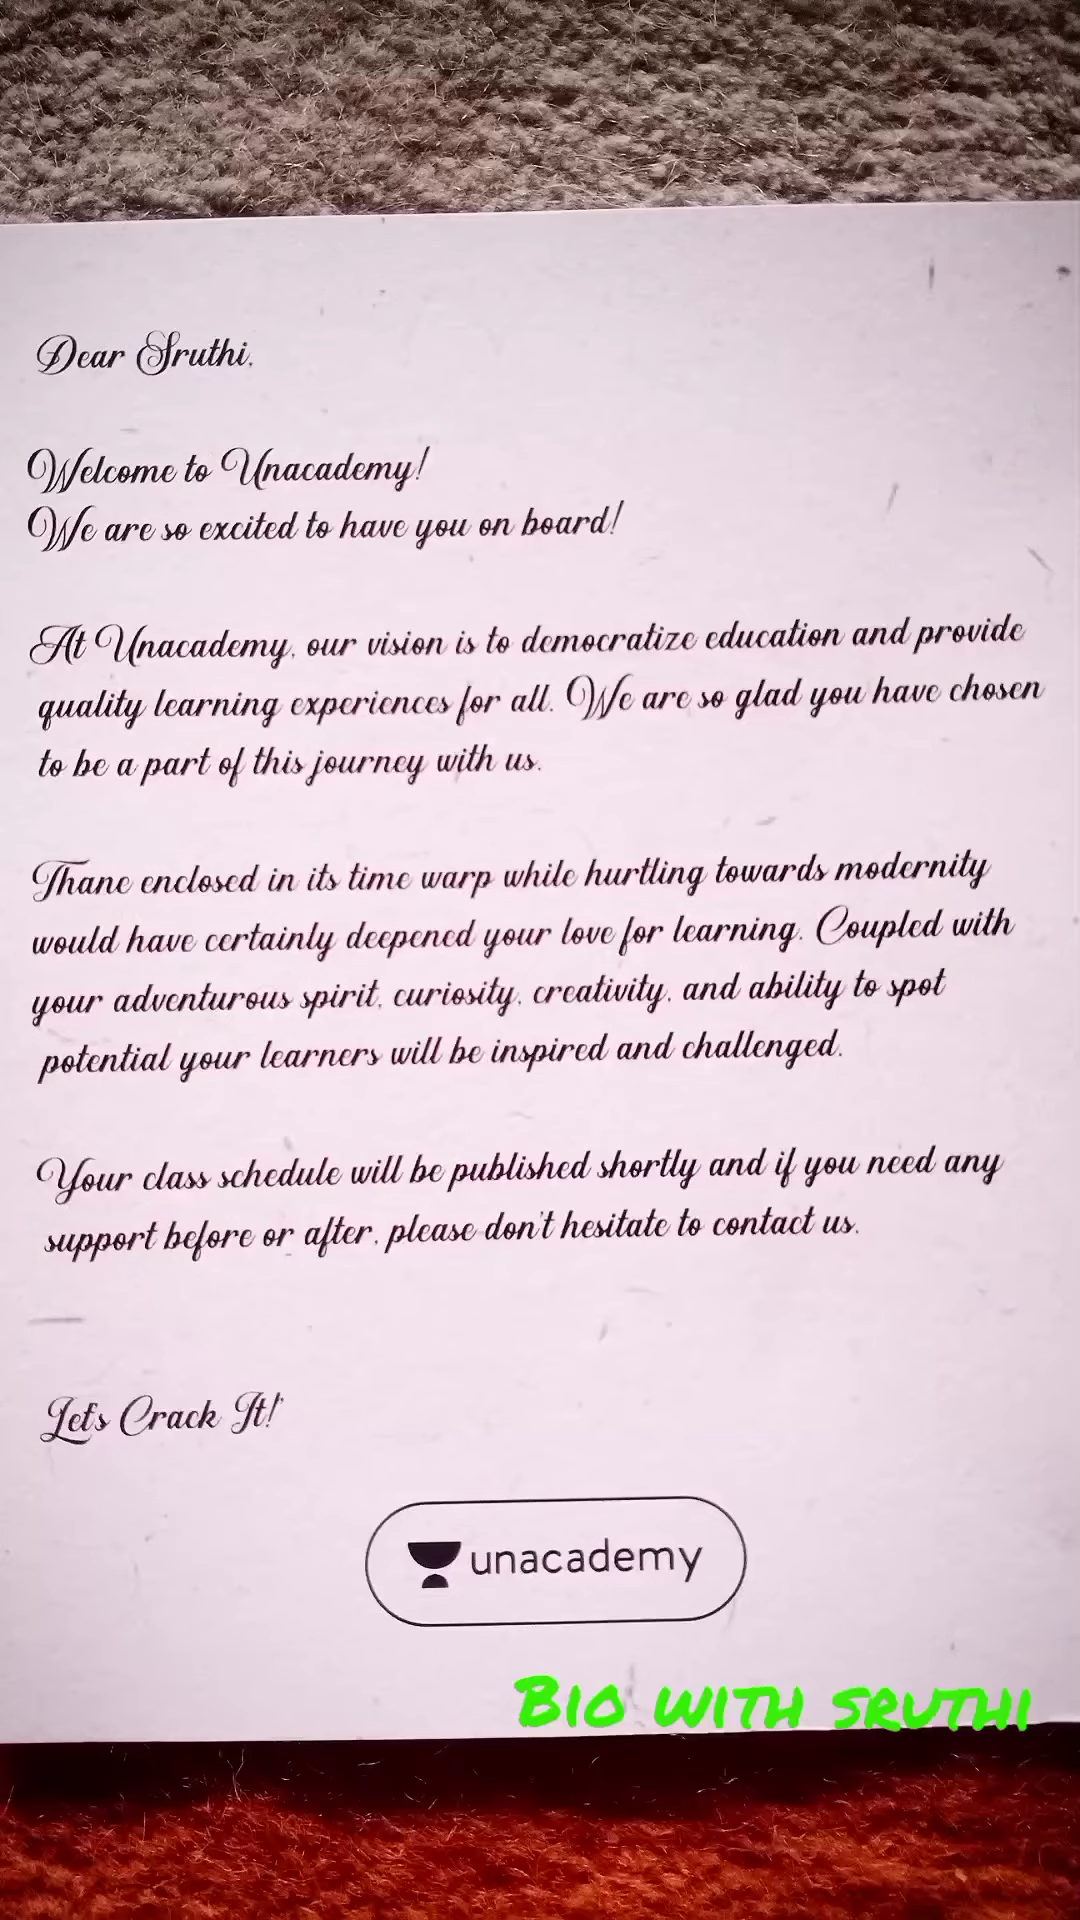 Dear Sruthi,
Welcome to Unacademy!
We are so excited to have you on board!
At Unacademy, our vision is to democratize education and provide
quality learning experiences for all. We are so glad you have chosen
to be a part of this journey with us.
Thane enclosed in its time warp while hurtling towards modernity
would have certainly deepened your love for learning. Coupled with
your adventurous spirit, curiosity, creativity, and ability to spot
potential your learners will be inspired and challenged.
Your class schedule will be published shortly and if you need any
support before or after, please don't hesitate to contact us.
Let's Crack It!
unacademy
BIO WITH SRUTHI